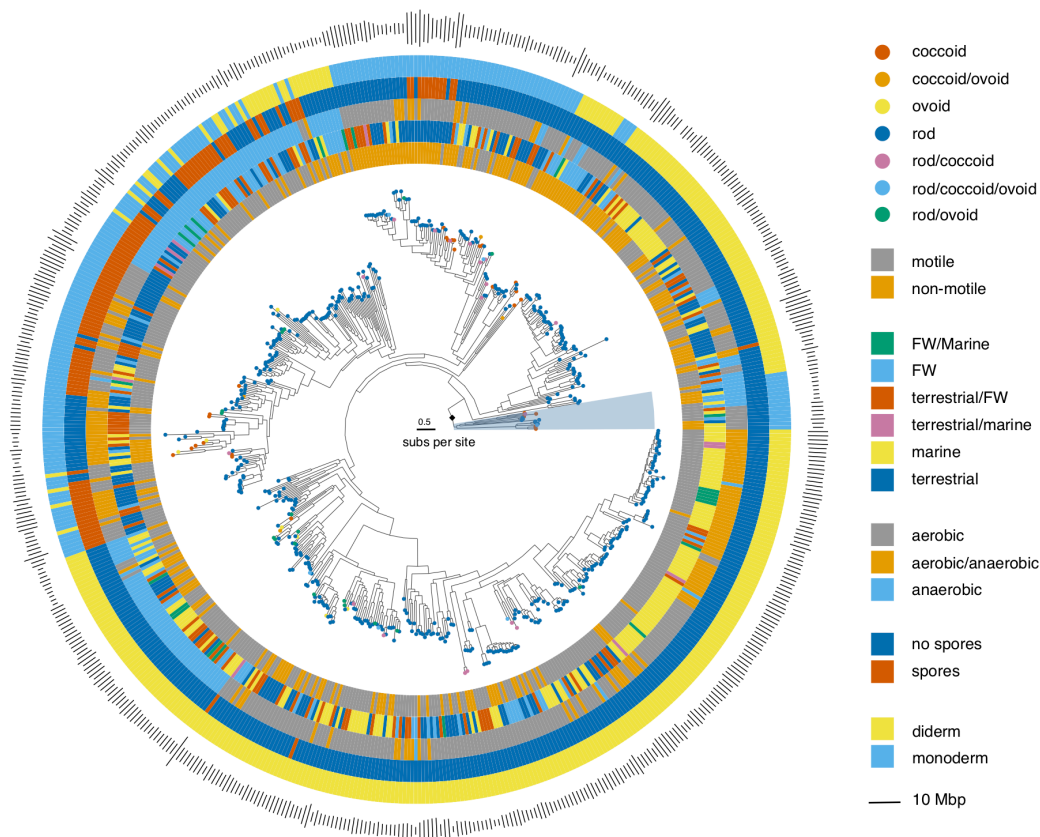 coccoid
coccoid/ovoid
ovoid
rod
rod/coccoid
rod/coccoid/ovoid
rod/ovoid
motile
non-motile
FW/Marine
FW
terrestrial/FW
terrestrial/marine
marine
terrestrial
aerobic
aerobic/anaerobic
anaerobic
no spores
spores
diderm
monoderm
10 Mbp
0.5
subs per site